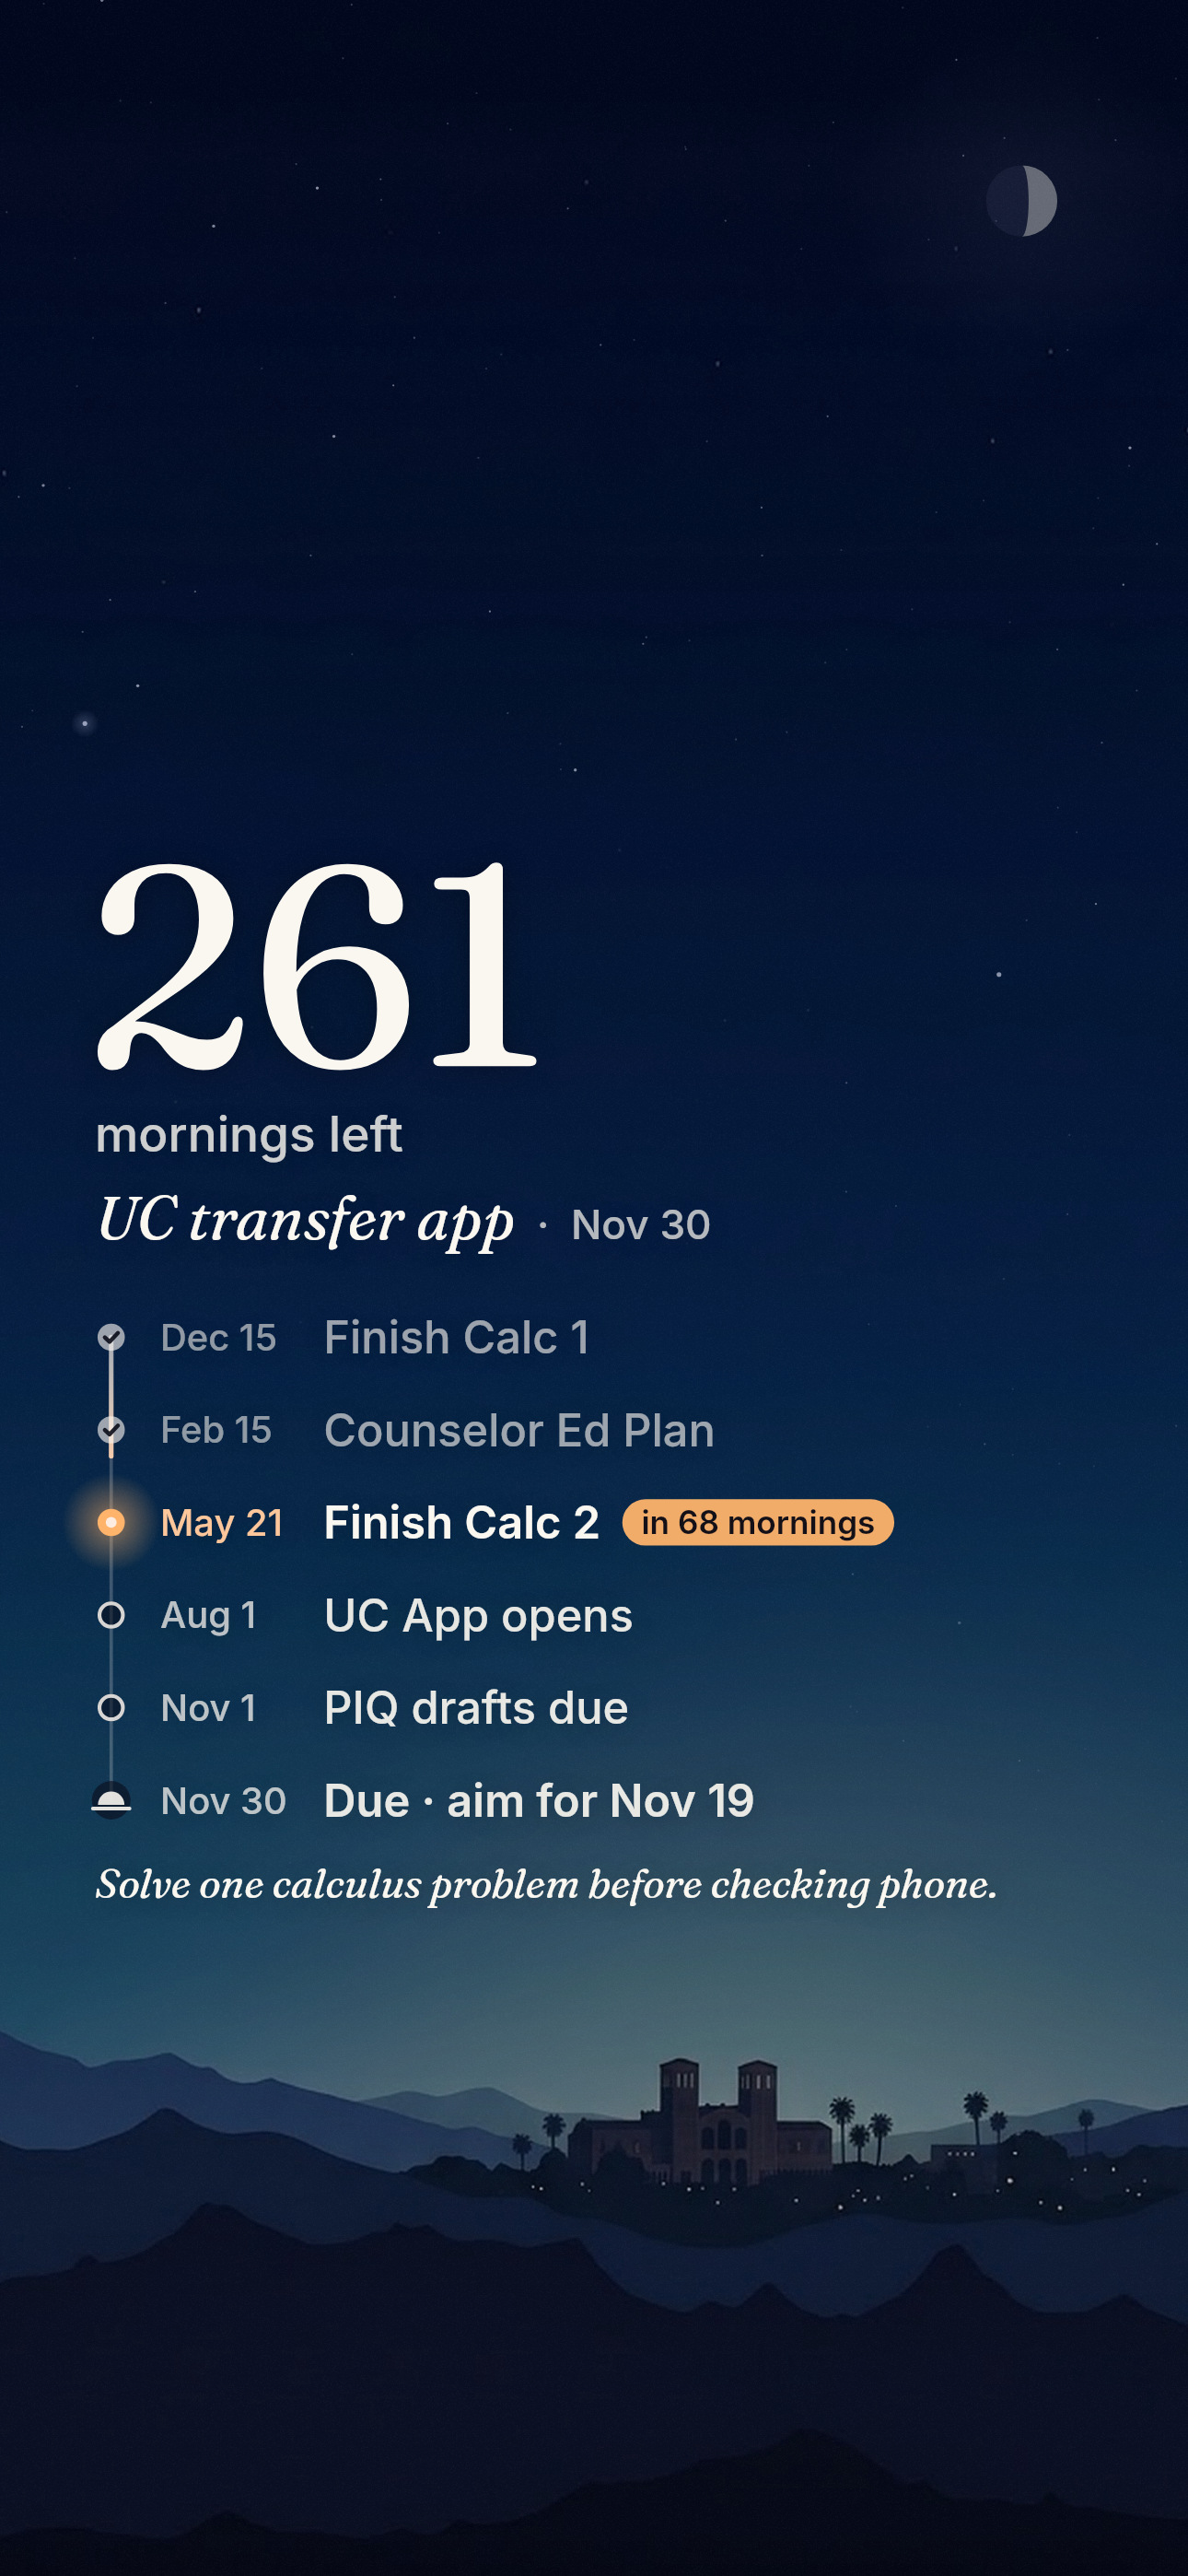 261
mornings left
UC transfer app · Nov 30
Dec 15 Finish Calc 1
Feb 15 Counselor Ed Plan
May 21 Finish Calc 2 in 68 mornings
Aug 1 UC App opens
Nov 1 PIQ drafts due
Nov 30 Due · aim for Nov 19
Solve one calculus problem before checking phone.